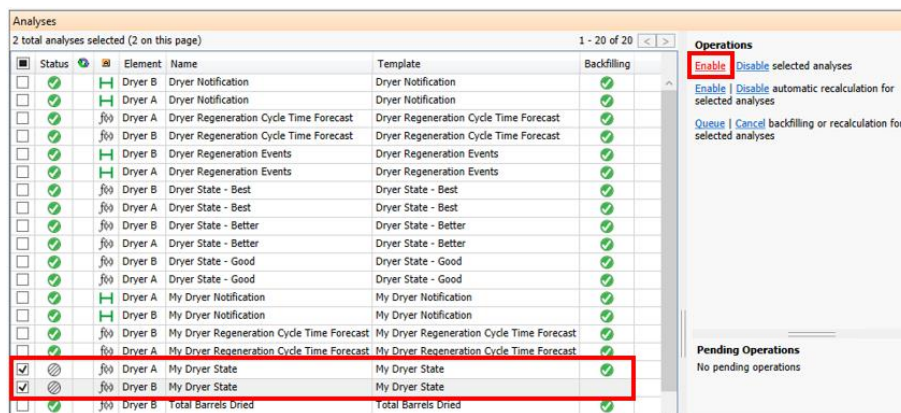 Analyses
2 total analyses selected (2 on this page) 1 - 20 of 20 < >
Status Element Name Template Backfilling
Dryer B Dryer Notification Dryer Notification
Dryer A Dryer Notification Dryer Notification
f(x) Dryer A Dryer Regeneration Cycle Time Forecast Dryer Regeneration Cycle Time Forecast
f(x) Dryer B Dryer Regeneration Cycle Time Forecast Dryer Regeneration Cycle Time Forecast
Dryer B Dryer Regeneration Events Dryer Regeneration Events
Dryer A Dryer Regeneration Events Dryer Regeneration Events
f(x) Dryer B Dryer State - Best Dryer State - Best
f(x) Dryer A Dryer State - Best Dryer State - Best
f(x) Dryer B Dryer State - Better Dryer State - Better
f(x) Dryer A Dryer State - Better Dryer State - Better
f(x) Dryer B Dryer State - Good Dryer State - Good
f(x) Dryer A Dryer State - Good Dryer State - Good
Dryer A My Dryer Notification My Dryer Notification
Dryer B My Dryer Notification My Dryer Notification
f(x) Dryer B My Dryer Regeneration Cycle Time Forecast My Dryer Regeneration Cycle Time Forecast
f(x) Dryer A My Dryer Regeneration Cycle Time Forecast My Dryer Regeneration Cycle Time Forecast
f(x) Dryer A My Dryer State My Dryer State
f(x) Dryer B My Dryer State My Dryer State
f(x) Dryer B Total Barrels Dried Total Barrels Dried
Operations
Enable Disable selected analyses
Enable | Disable automatic recalculation for
selected analyses
Queue | Cancel backfilling or recalculation for
selected analyses
Pending Operations
No pending operations